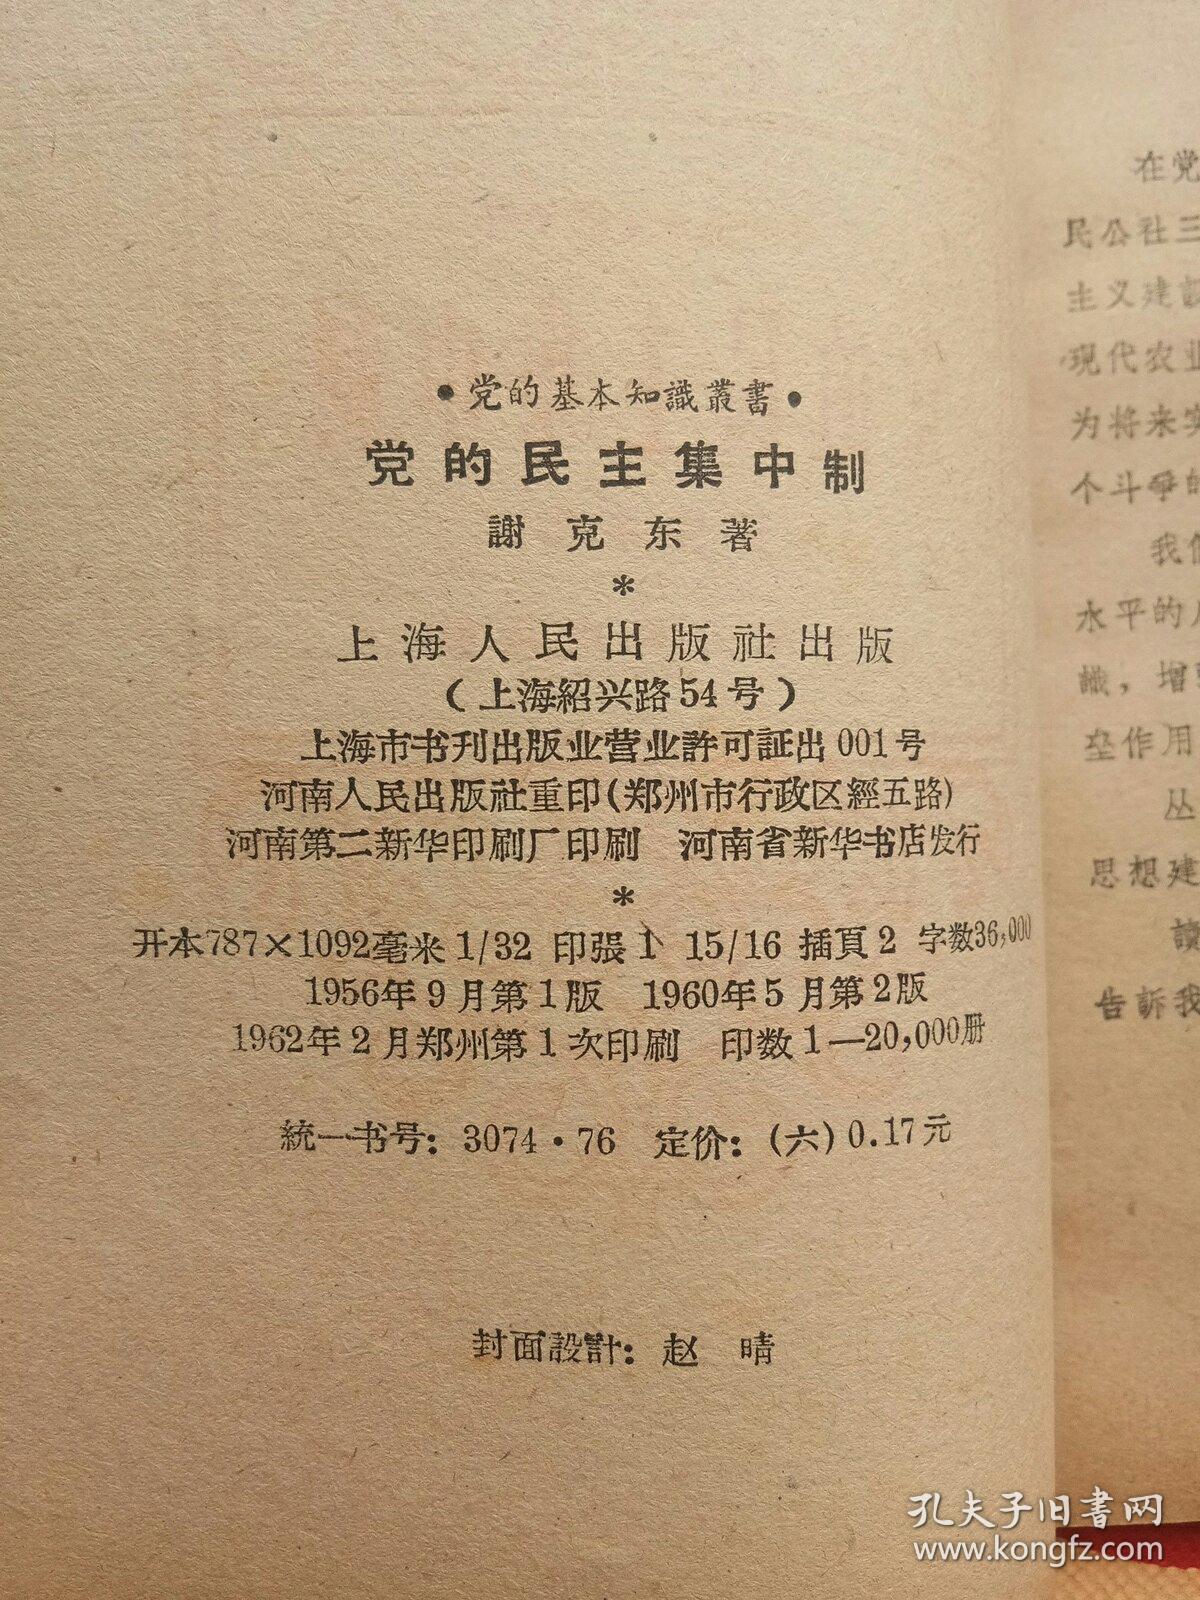 •党的基本知識叢書•
党的民主集中制
謝克东著
*
上海人民出版社出版
(上海紹兴路54号)
上海市书刊出版业营业許可証出001号
河南人民出版社重印(郑州市行政区經五路)
河南第二新华印刷厂印刷 河南省新华书店发行
*
开本787×1092毫米1/32 印張1 15/16 插頁2 字数36,000
1956年9月第1版 1960年5月第2版
1962年2月郑州第1次印刷 印数1—20,000册
統一书号：3074·76 定价：(六)0.17元
封面設計：赵 晴
在党
民公社三
主义建設
现代农业
为将来实
个斗爭的
我们
水平的
識，增
垒作用
丛
思想建
讀
告訴我
孔夫子旧书网
www.kongfz.com